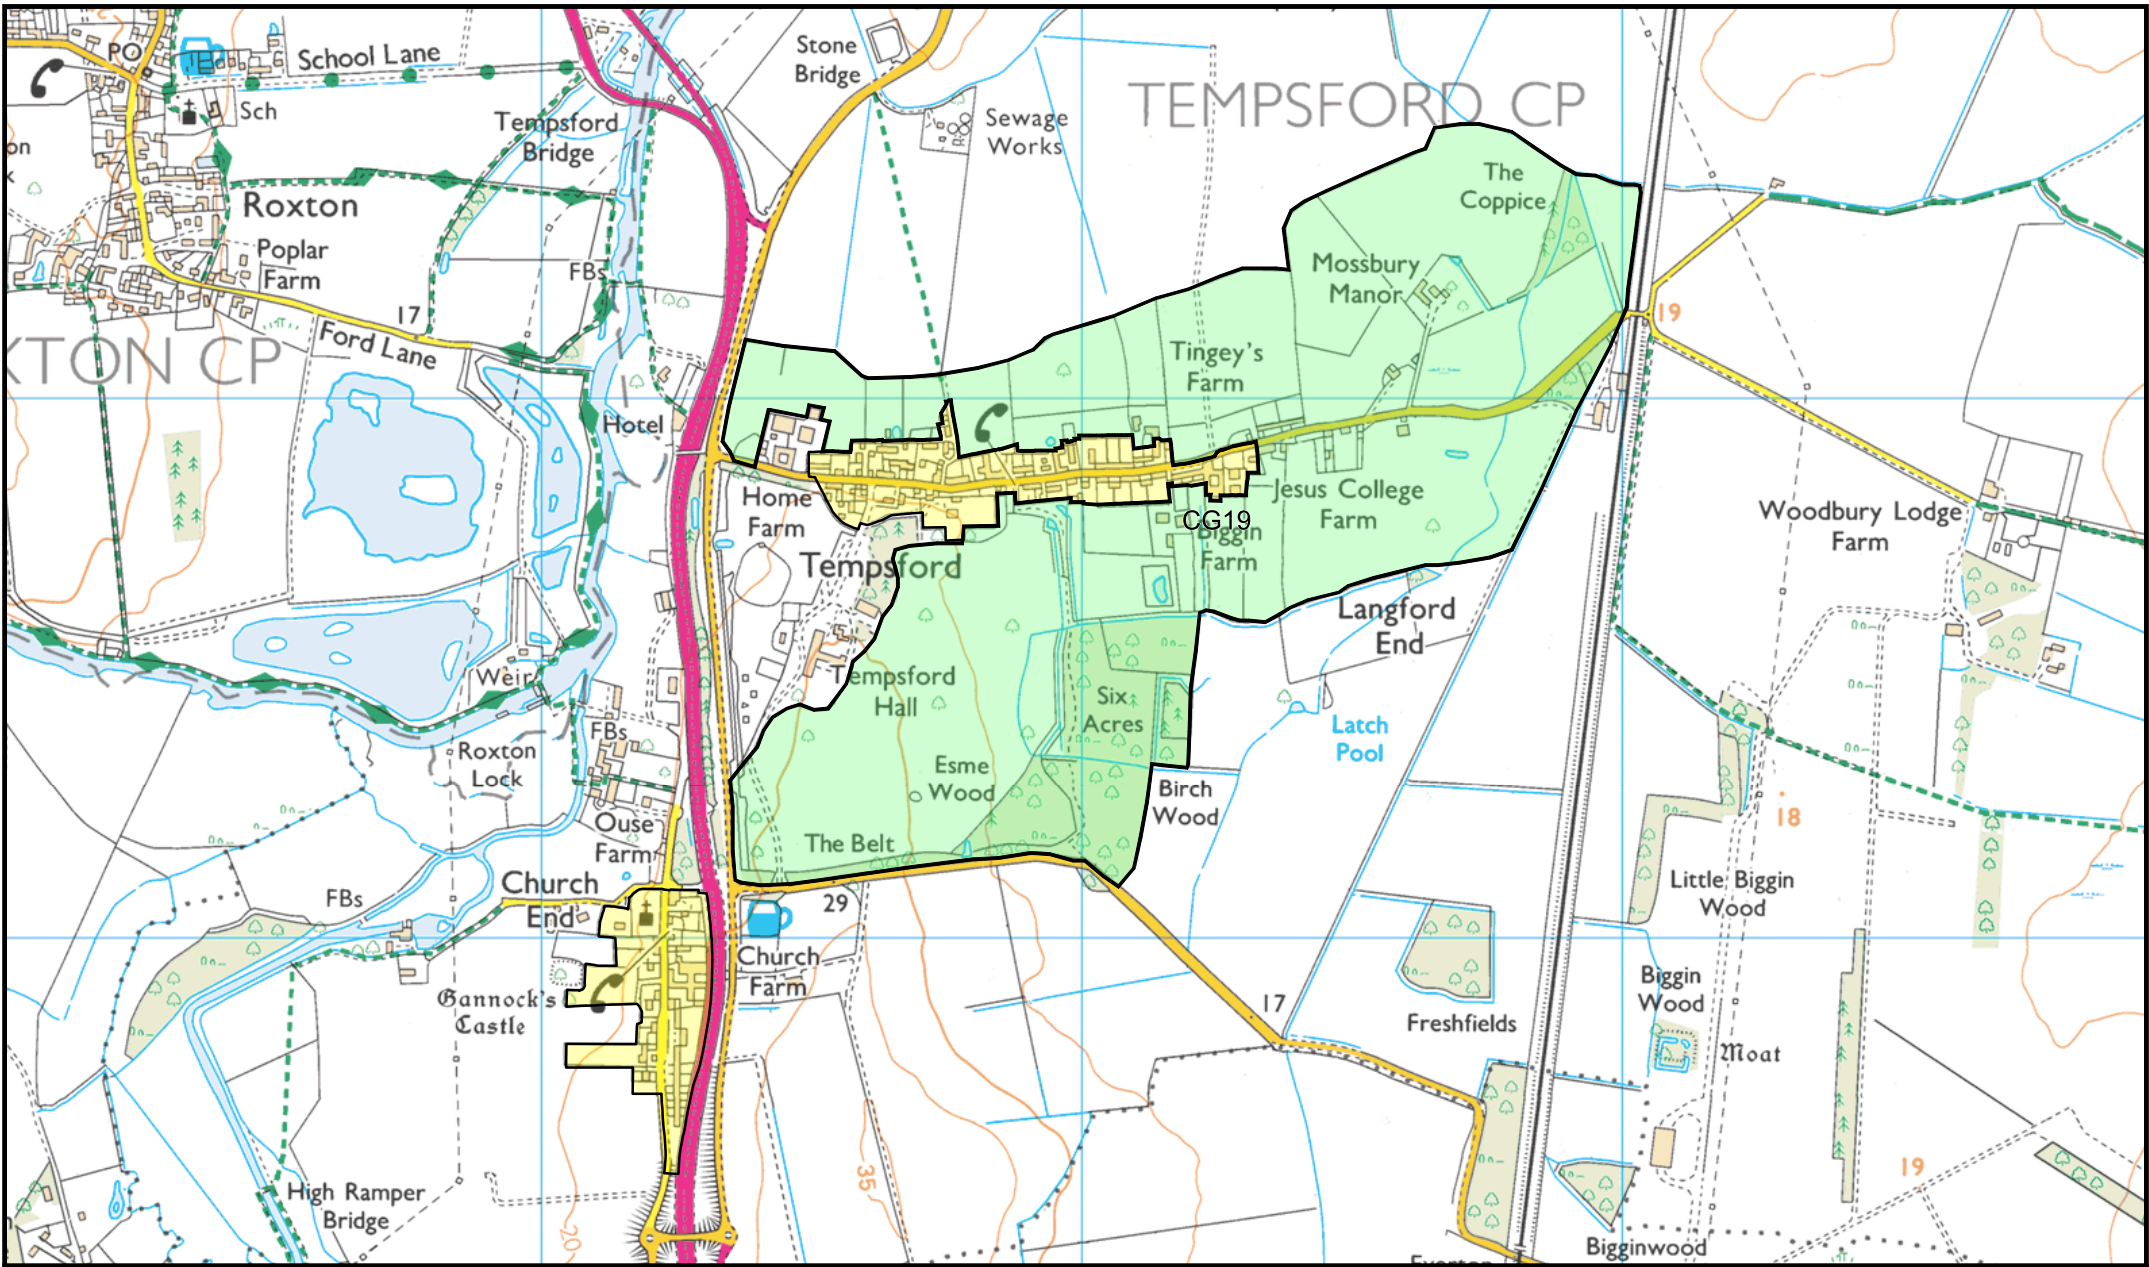 PO
School Lane
Stone
Bridge
TEMPSFORD CP
Sch
Sewage
Works
Tempsford
Bridge
on
The
Coppice
Roxton
Poplar
Farm
FBs
Mossbury
Manor
17
19
Ford Lane
XTON CP
Tingey's
Farm
Hotel
Home
Farm
Jesus College
Farm
CG19
Biggin
Farm
Woodbury Lodge
Farm
Tempsford
Langford
End
Weir
Tempsford
Hall
Six
Acres
Latch
Pool
FBs
Roxton
Lock
Esme
Wood
Birch
Wood
18
Ouse
Farm
The Belt
Church
End
FBs
29
Little Biggin
Wood
Church
Farm
Gannock's
Castle
17
Freshfields
Biggin
Wood
Moat
35
19
High Ramper
Bridge
20
Bigginwood
Everton